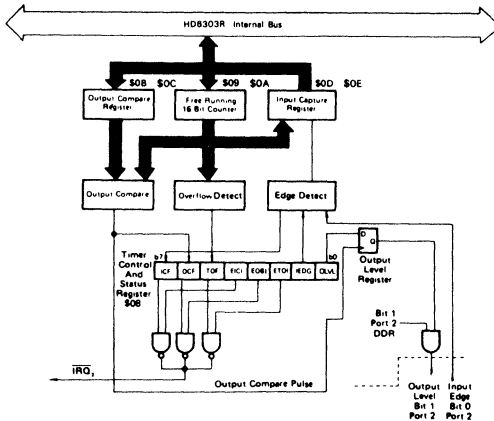 HD6303R Internal Bus
$0B $0C
$09 $0A
$0D $0E
Output Compare
Register
Free Running
16 Bit Counter
Input Capture
Register
Output Compare
Overflow Detect
Edge Detect
Timer
Control
And
Status
Register
$08
b7
b0
ICF OCF TOF EICI EOBI ETOI IEDG OLVL
D
Q
Output
Level
Register
Bit 1
Port 2
DDR
IRQ₁
Output Compare Pulse
Output
Level
Bit 1
Port 2
Input
Edge
Bit 0
Port 2